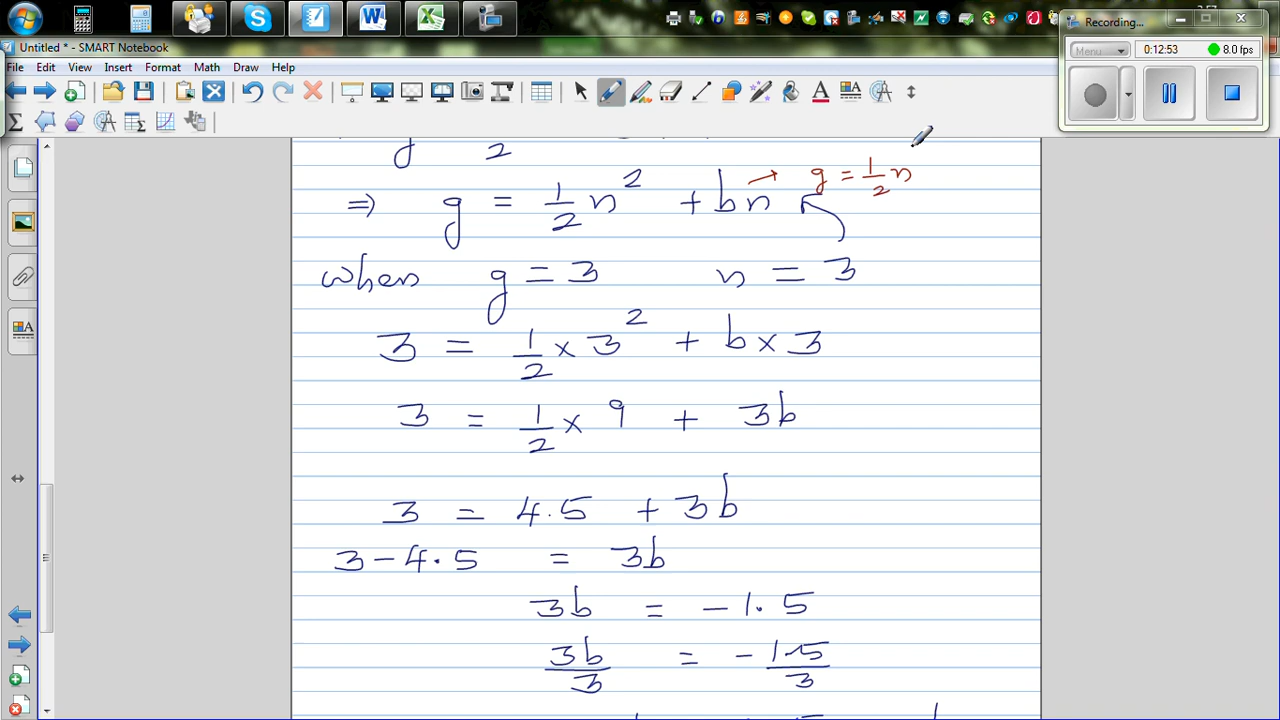 Recording...
Untitled * - SMART Notebook
Menu
0:12:53
8.0 fps
File Edit View Insert Format Math Draw Help
g 2
⇒ g = 1/2 n² + bn → g = 1/2 n
when g = 3 n = 3
3 = 1/2 × 3² + b × 3
3 = 1/2 × 9 + 3b
3 = 4.5 + 3b
3 - 4.5 = 3b
3b = -1.5
3b/3 = -1.5/3